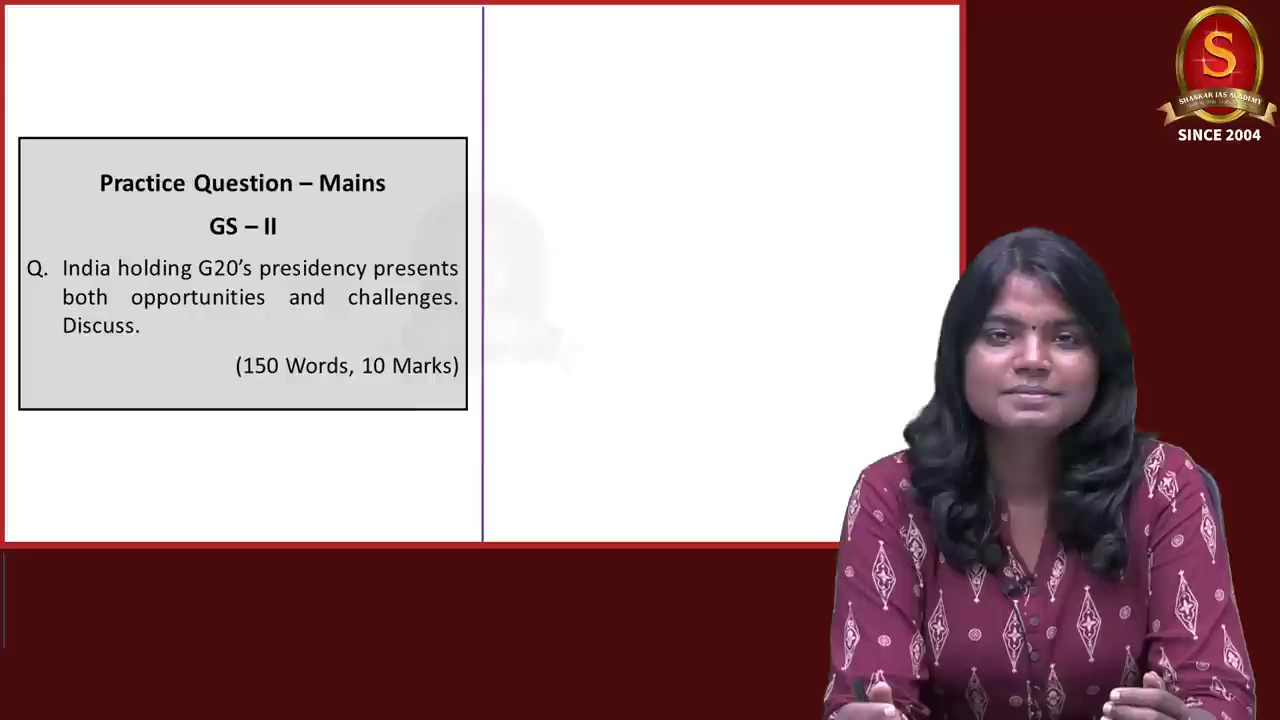 Practice Question – Mains
GS – II
Q. India holding G20’s presidency presents
both opportunities and challenges.
Discuss.
(150 Words, 10 Marks)
S
SHANKAR IAS ACADEMY
SINCE 2004